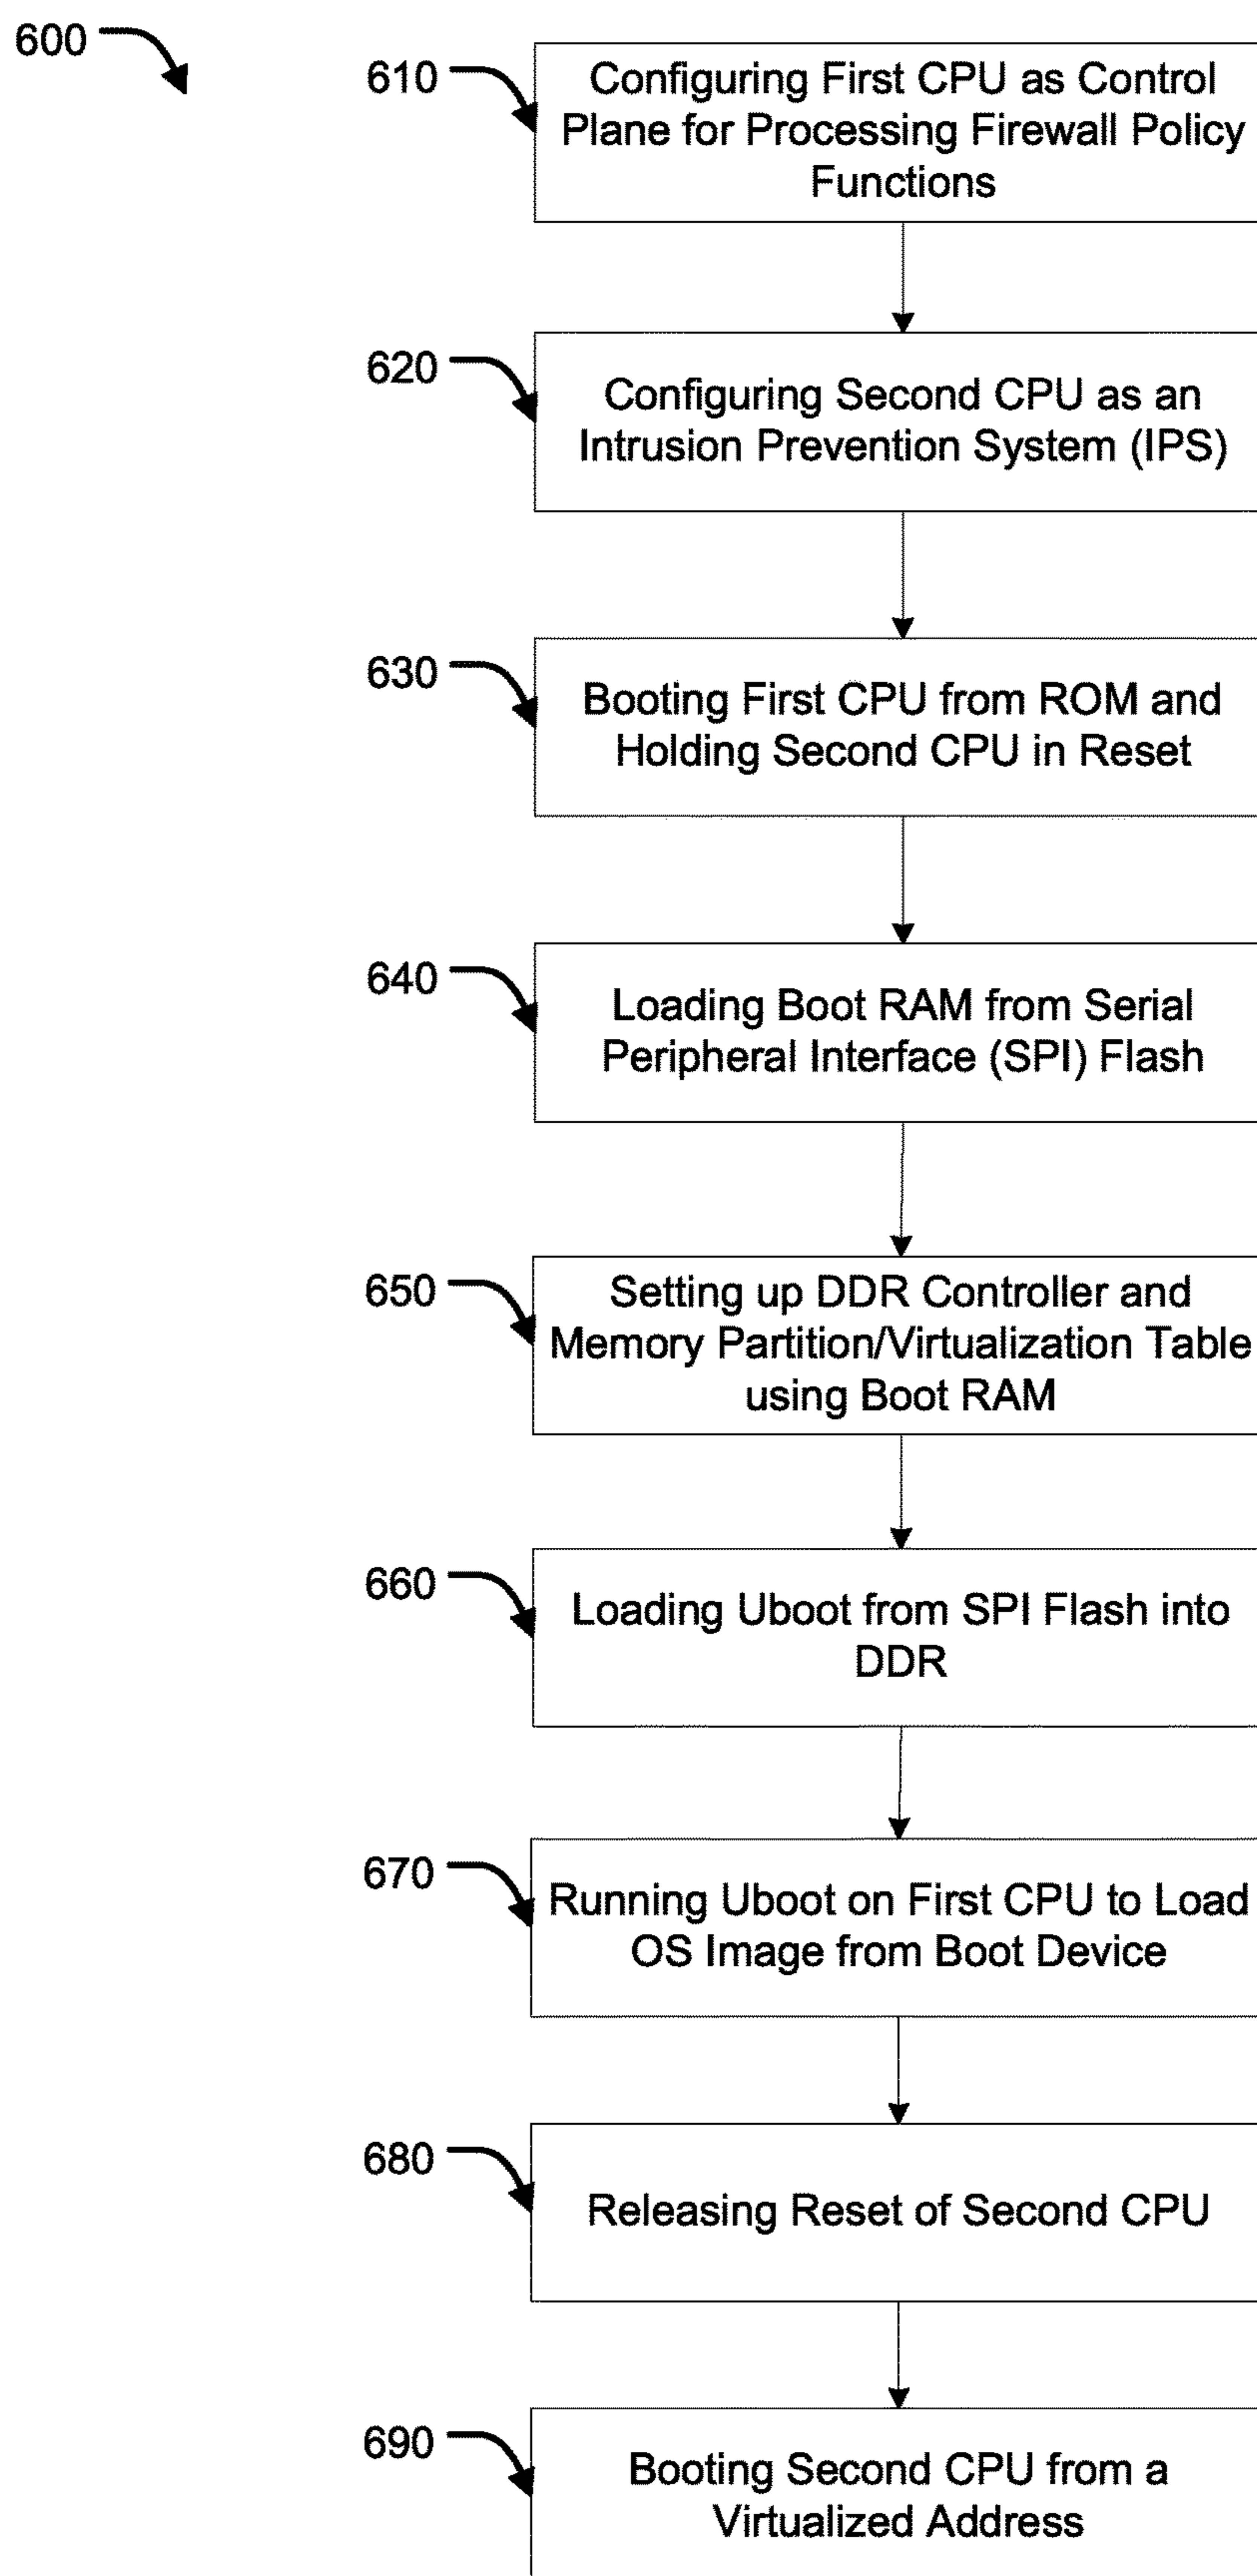 600
610
Configuring First CPU as Control
Plane for Processing Firewall Policy
Functions
620
Configuring Second CPU as an
Intrusion Prevention System (IPS)
630
Booting First CPU from ROM and
Holding Second CPU in Reset
640
Loading Boot RAM from Serial
Peripheral Interface (SPI) Flash
650
Setting up DDR Controller and
Memory Partition/Virtualization Table
using Boot RAM
660
Loading Uboot from SPI Flash into
DDR
670
Running Uboot on First CPU to Load
OS Image from Boot Device
680
Releasing Reset of Second CPU
690
Booting Second CPU from a
Virtualized Address